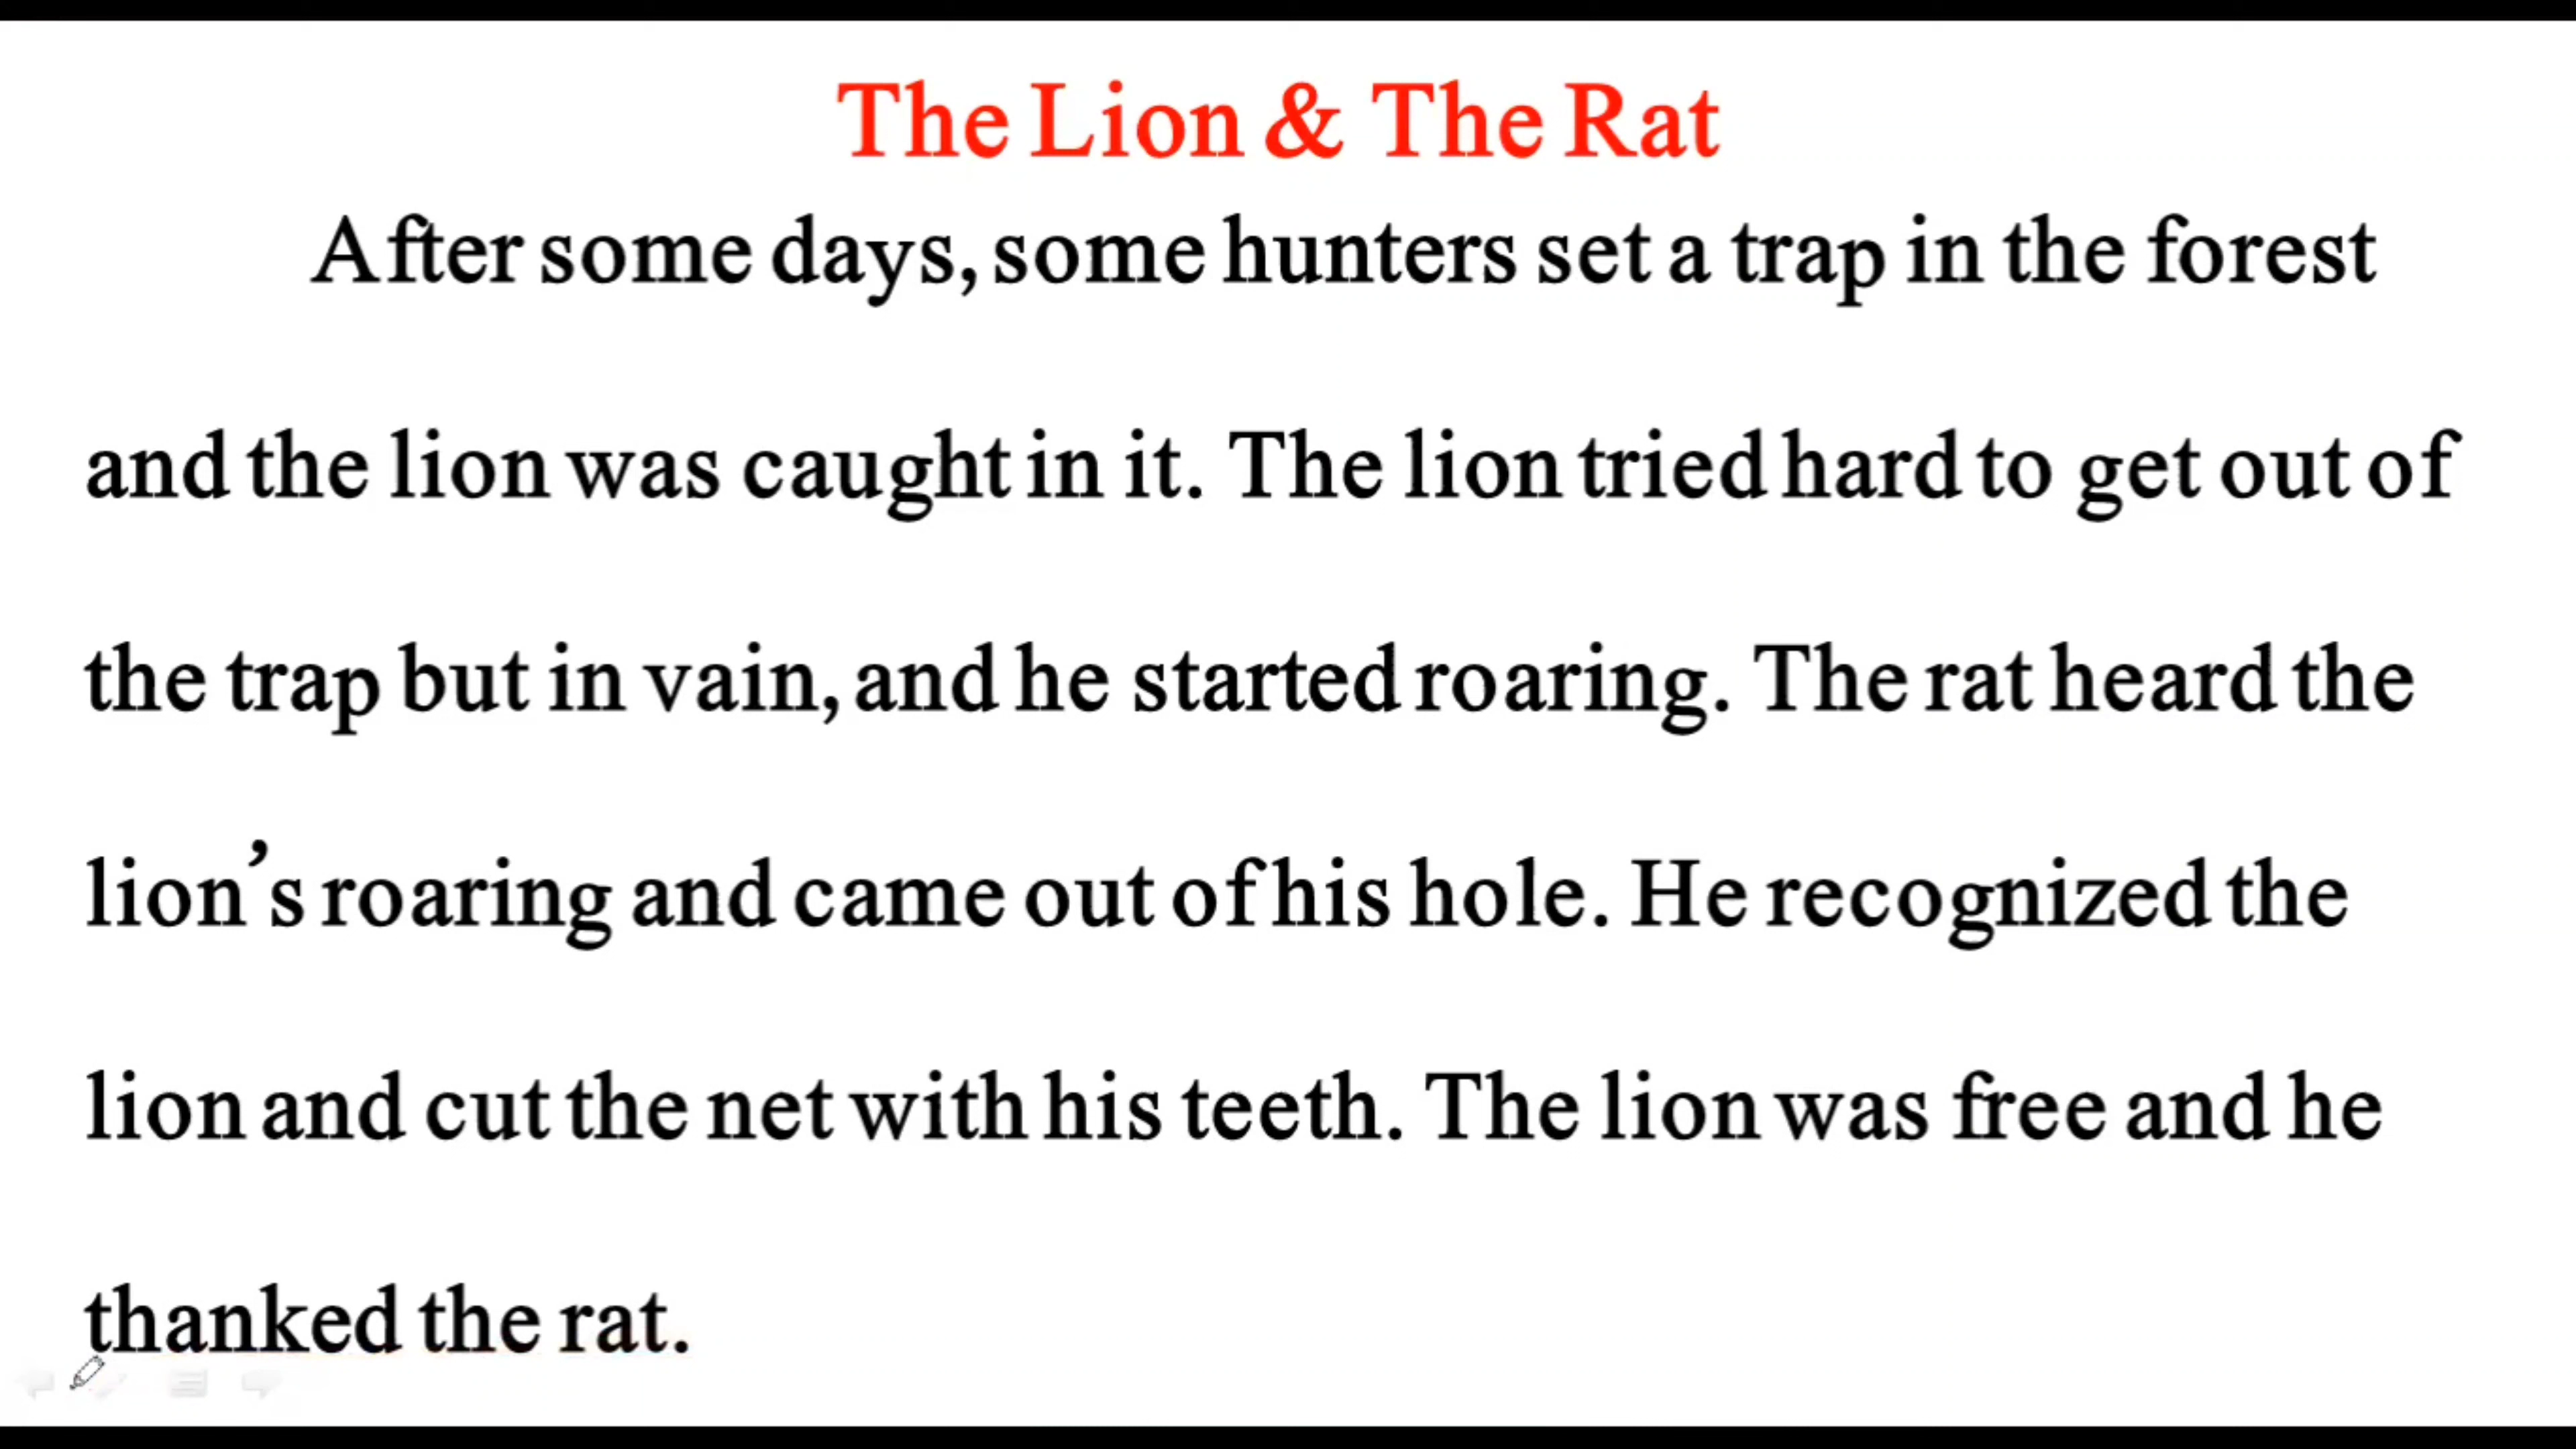 The Lion & The Rat
After some days, some hunters set a trap in the forest
and the lion was caught in it. The lion tried hard to get out of
the trap but in vain, and he started roaring. The rat heard the
lion’s roaring and came out of his hole. He recognized the
lion and cut the net with his teeth. The lion was free and he
thanked the rat.